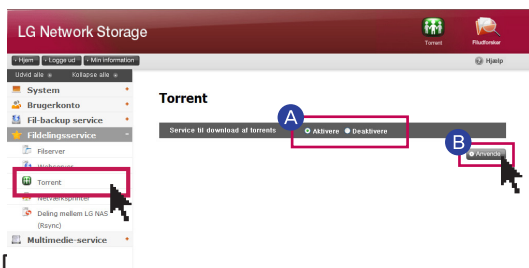 LG Network Storage
Torrent
Filudforsker
Hjem
Logge ud
Min information
Hjælp
Udvid alle
Kollapse alle
System
Brugerkonto
Fil-backup service
Fildelingsservice
Filserver
Webserver
Torrent
Netværksprinter
Deling mellem LG NAS
(Rsync)
Multimedie-service
Torrent
A
Service til download af torrents
Aktivere
Deaktivere
B
Anvende